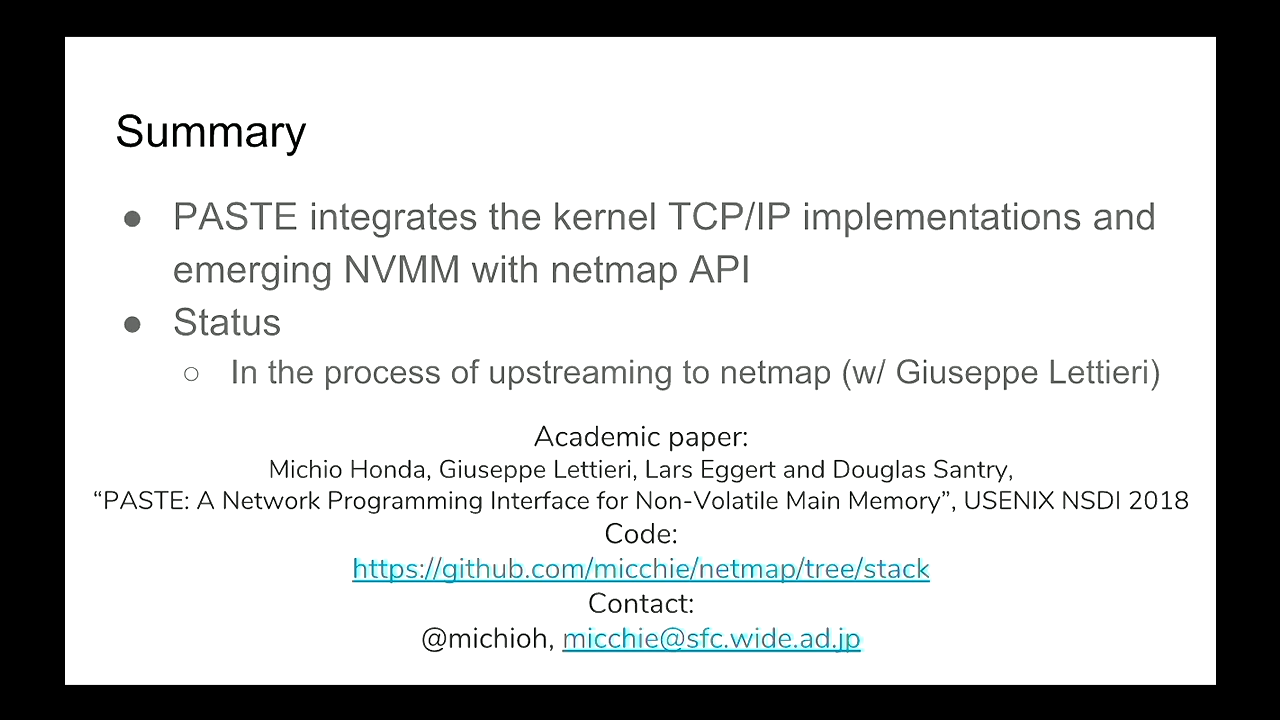 Summary
● PASTE integrates the kernel TCP/IP implementations and
emerging NVMM with netmap API
● Status
○ In the process of upstreaming to netmap (w/ Giuseppe Lettieri)
Academic paper:
Michio Honda, Giuseppe Lettieri, Lars Eggert and Douglas Santry,
“PASTE: A Network Programming Interface for Non-Volatile Main Memory”, USENIX NSDI 2018
Code:
https://github.com/micchie/netmap/tree/stack
Contact:
@michioh, micchie@sfc.wide.ad.jp